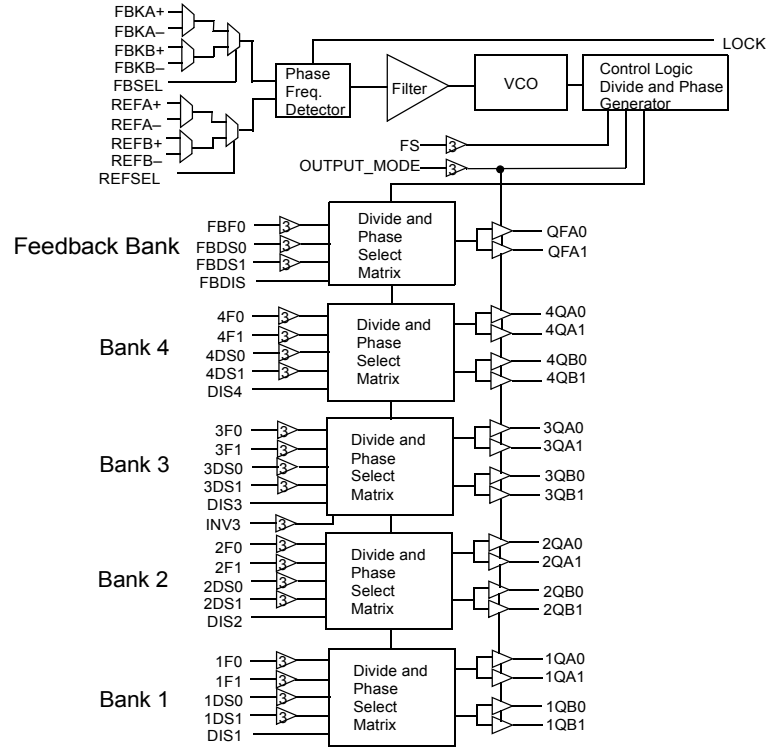 FBKA+
FBKA–
FBKB+
FBKB–
FBSEL
REFA+
REFA–
REFB+
REFB–
REFSEL
Phase
Freq.
Detector
Filter
VCO
Control Logic
Divide and Phase
Generator
LOCK
FS
3
OUTPUT_MODE
3
Feedback Bank
FBF0
3
FBDS0
3
FBDS1
3
FBDIS
Divide and
Phase
Select
Matrix
QFA0
QFA1
Bank 4
4F0
3
4F1
3
4DS0
3
4DS1
3
DIS4
Divide and
Phase
Select
Matrix
4QA0
4QA1
4QB0
4QB1
Bank 3
3F0
3
3F1
3
3DS0
3
3DS1
3
DIS3
INV3
3
Divide and
Phase
Select
Matrix
3QA0
3QA1
3QB0
3QB1
Bank 2
2F0
3
2F1
3
2DS0
3
2DS1
3
DIS2
Divide and
Phase
Select
Matrix
2QA0
2QA1
2QB0
2QB1
Bank 1
1F0
3
1F1
3
1DS0
3
1DS1
3
DIS1
Divide and
Phase
Select
Matrix
1QA0
1QA1
1QB0
1QB1